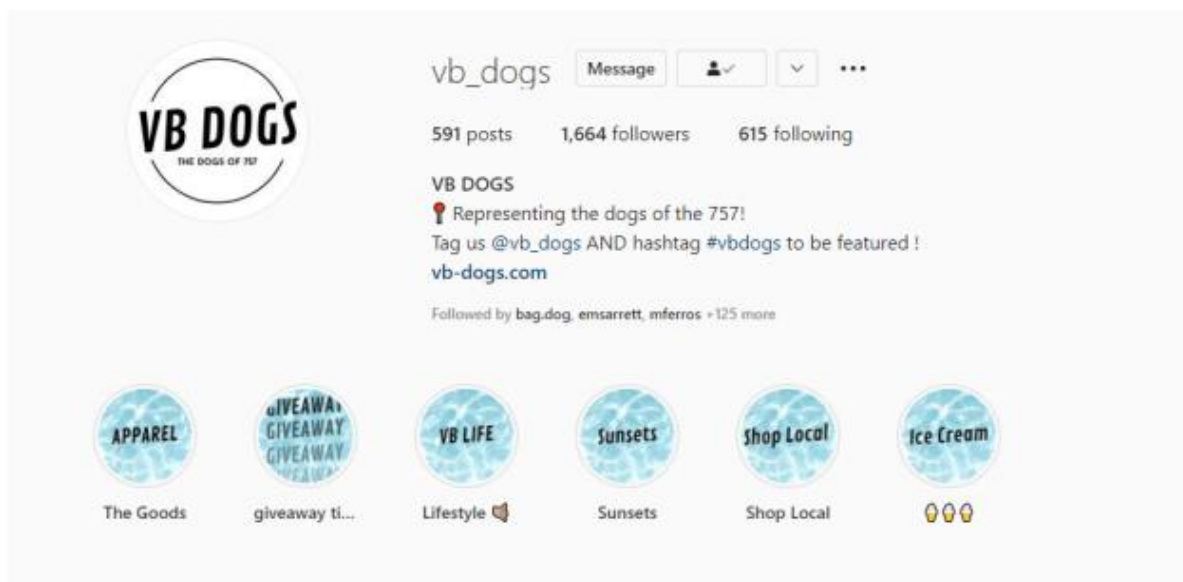 VB DOGS
THE DOGS OF 757
vb_dogs Message
591 posts 1,664 followers 615 following
VB DOGS
📍 Representing the dogs of the 757!
Tag us @vb_dogs AND hashtag #vbdogs to be featured !
vb-dogs.com
Followed by bag.dog, emsarrett, mferros +125 more
APPAREL
GIVEAWAY
GIVEAWAY
GIVEAWAY
GIVEAWAY
VB LIFE
Sunsets
Shop Local
Ice Cream
The Goods giveaway ti... Lifestyle Sunsets Shop Local 🍦🍦🍦